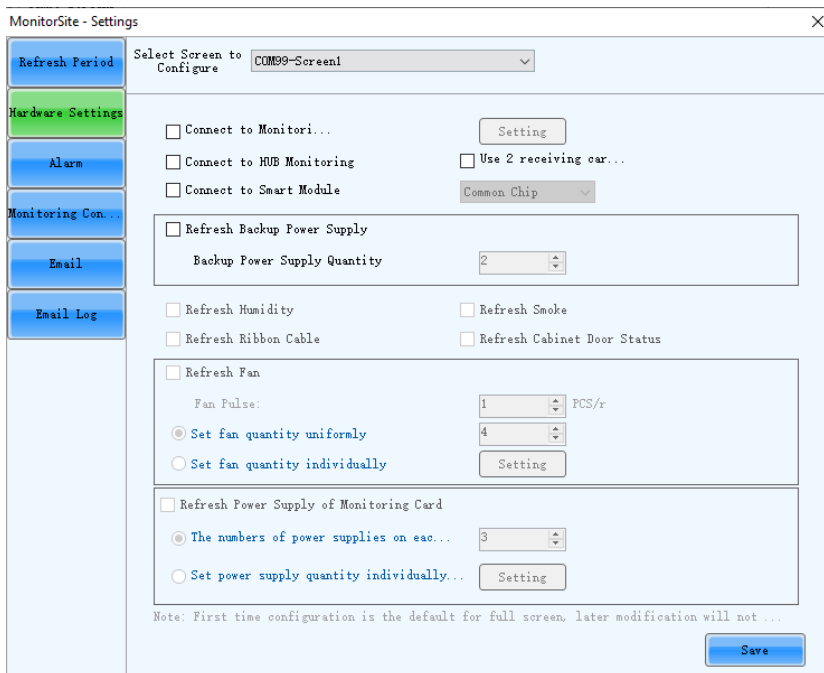 MonitorSite - Settings
Refresh Period
Hardware Settings
Alarm
Monitoring Con...
Email
Email Log
Select Screen to
Configure
COM99-Screen1
Connect to Monitori...
Setting
Connect to HUB Monitoring
Use 2 receiving car...
Connect to Smart Module
Common Chip
Refresh Backup Power Supply
Backup Power Supply Quantity
2
Refresh Humidity
Refresh Smoke
Refresh Ribbon Cable
Refresh Cabinet Door Status
Refresh Fan
Fan Pulse:
1
PCS/r
Set fan quantity uniformly
4
Set fan quantity individually
Setting
Refresh Power Supply of Monitoring Card
The numbers of power supplies on eac...
3
Set power supply quantity individually...
Setting
Note: First time configuration is the default for full screen, later modification will not ...
Save